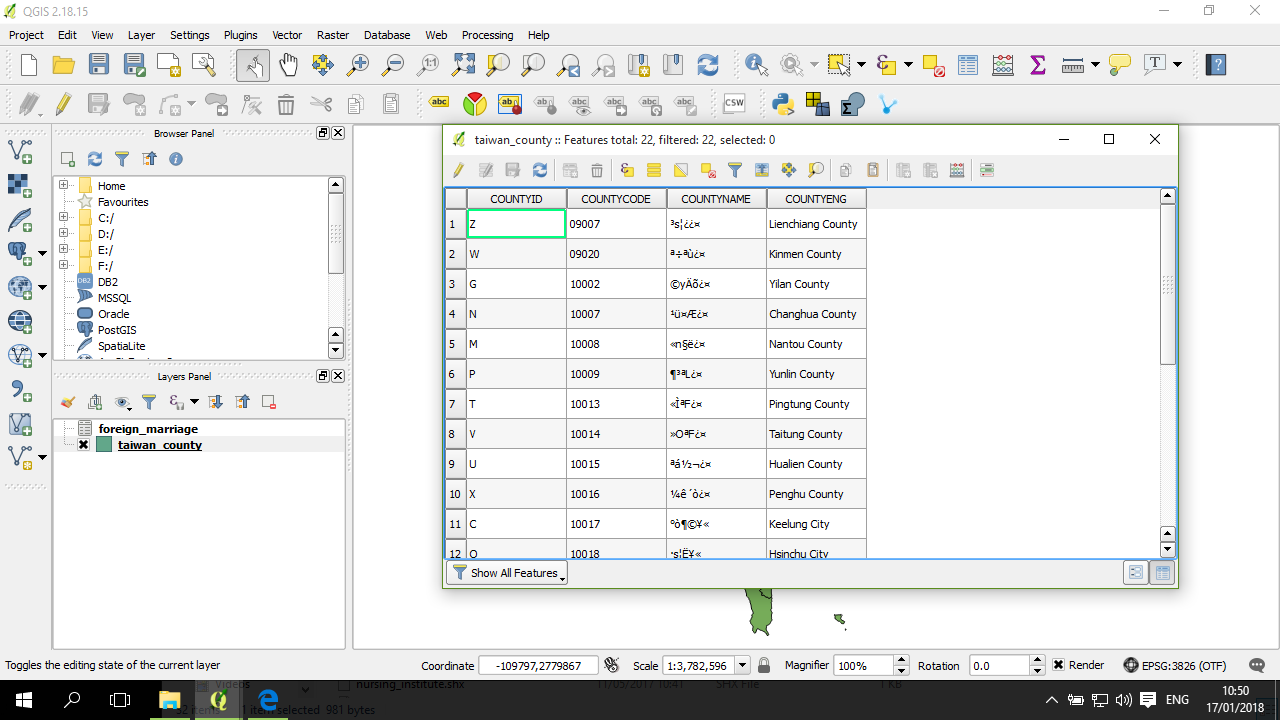 QGIS 2.18.15
Project Edit View Layer Settings Plugins Vector Raster Database Web Processing Help
Browser Panel
Home
Favourites
C:/
D:/
E:/
F:/
DB2
MSSQL
Oracle
PostGIS
SpatiaLite
Layers Panel
foreign_marriage
taiwan_county
taiwan_county :: Features total: 22, filtered: 22, selected: 0
COUNTYID COUNTYCODE COUNTYNAME COUNTYENG
1 Z 09007 ³s¦¿¿¤ Lienchiang County
2 W 09020 ª÷ªù¿¤ Kinmen County
3 G 10002 ©yÄõ¿¤ Yilan County
4 N 10007 ¹ü¤Æ¿¤ Changhua County
5 M 10008 «n§ë¿¤ Nantou County
6 P 10009 ¶³ªL¿¤ Yunlin County
7 T 10013 «ÌªF¿¤ Pingtung County
8 V 10014 »OªF¿¤ Taitung County
9 U 10015 ªá½¬¿¤ Hualien County
10 X 10016 ¼ê´ò¿¤ Penghu County
11 C 10017 °ò¶©¥« Keelung City
12 O 10018 ·s¦Ë¥« Hsinchu City
Show All Features
Toggles the editing state of the current layer
Coordinate -109797,2779867 Scale 1:3,782,596 Magnifier 100% Rotation 0.0 Render EPSG:3826 (OTF)
Videos nursing_institute.shx 11/05/2017 10:41 SHX File 1 KB
1 item selected 981 bytes
ENG
10:50
17/01/2018